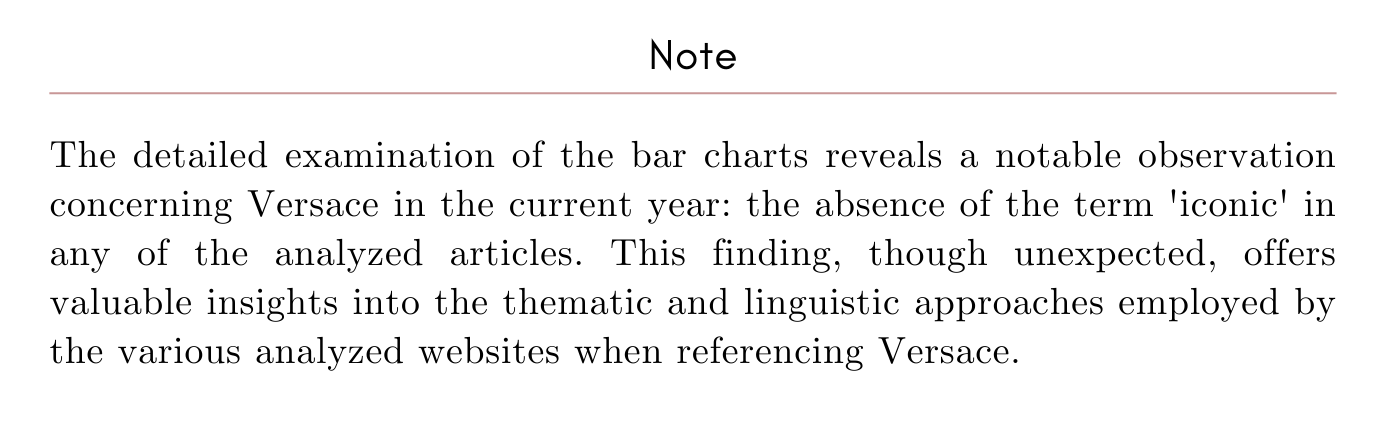 Note
The detailed examination of the bar charts reveals a notable observation
concerning Versace in the current year: the absence of the term 'iconic' in
any of the analyzed articles. This finding, though unexpected, offers
valuable insights into the thematic and linguistic approaches employed by
the various analyzed websites when referencing Versace.